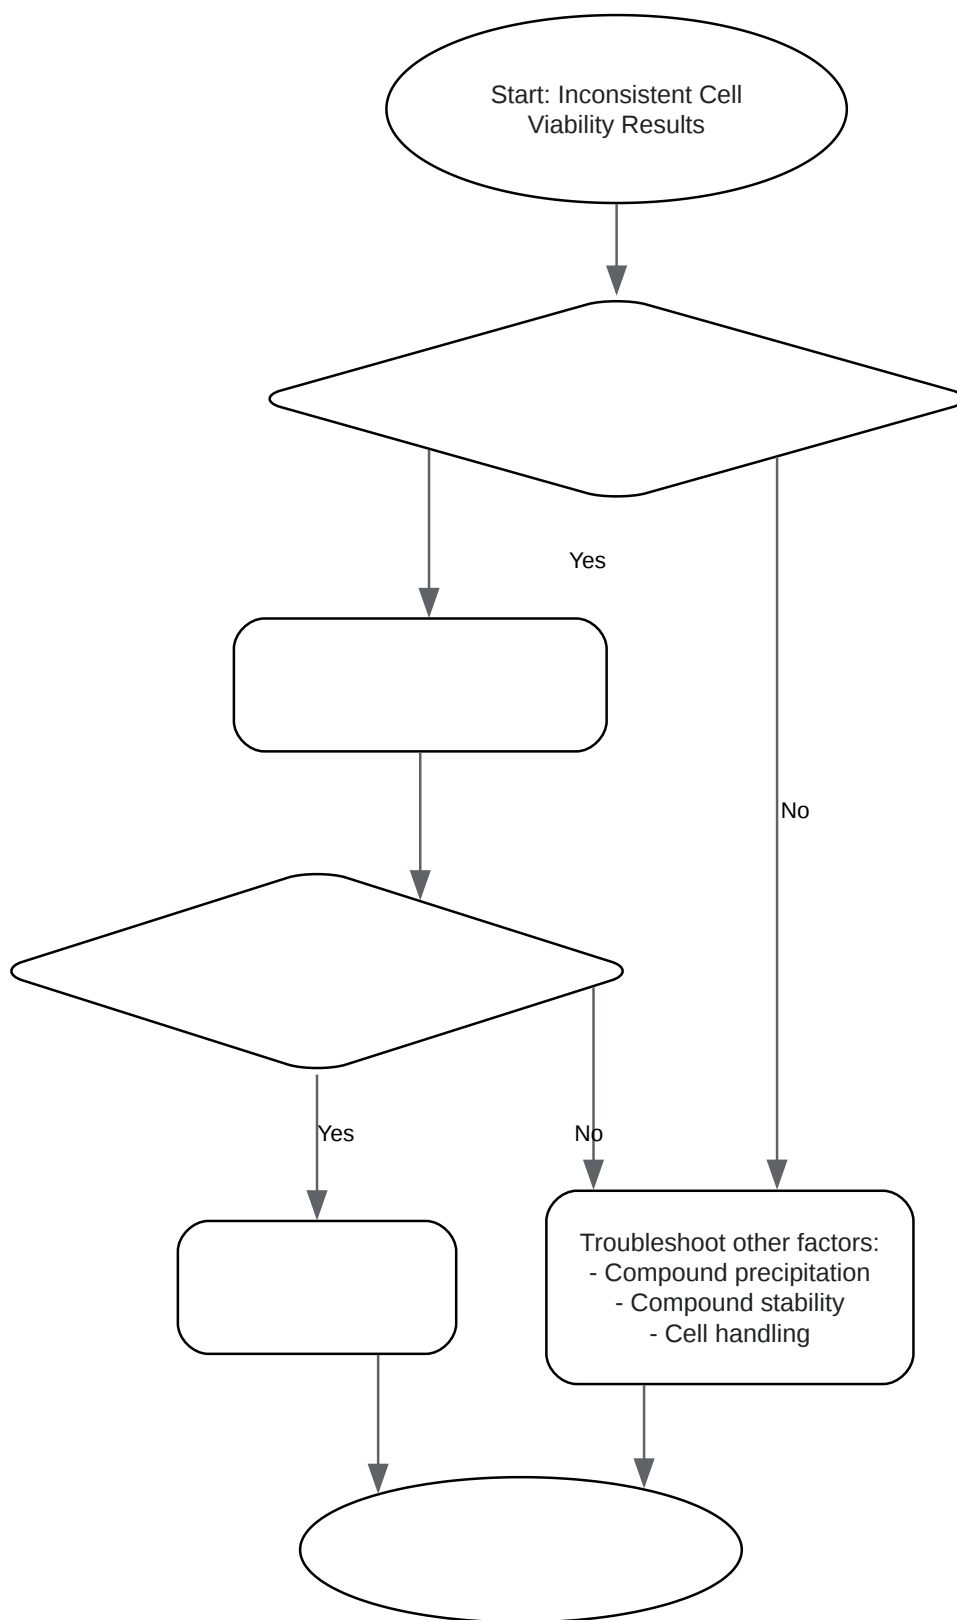 Start: Inconsistent Cell
Viability Results
Yes
No
Yes
No
Troubleshoot other factors:
- Compound precipitation
- Compound stability
- Cell handling